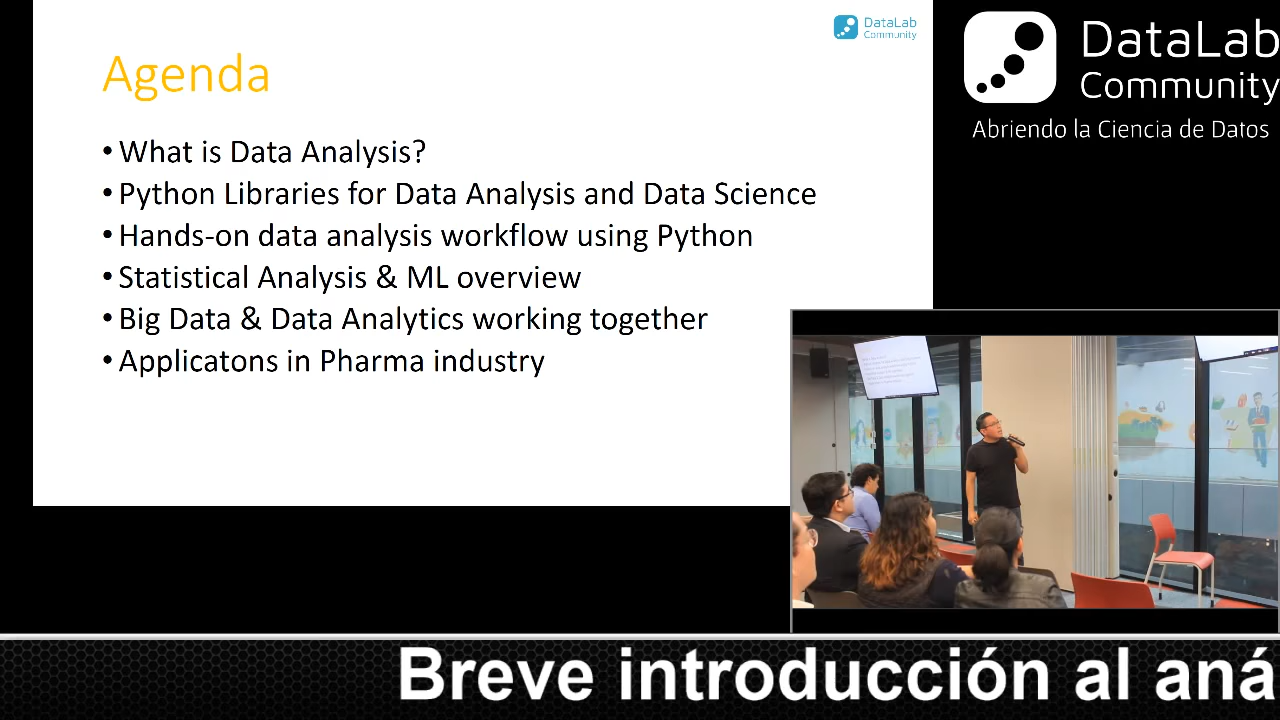 DataLab
Community
Agenda
• What is Data Analysis?
• Python Libraries for Data Analysis and Data Science
• Hands-on data analysis workflow using Python
• Statistical Analysis & ML overview
• Big Data & Data Analytics working together
• Applicatons in Pharma industry
DataLab
Community
Abriendo la Ciencia de Datos
Breve introducción al aná